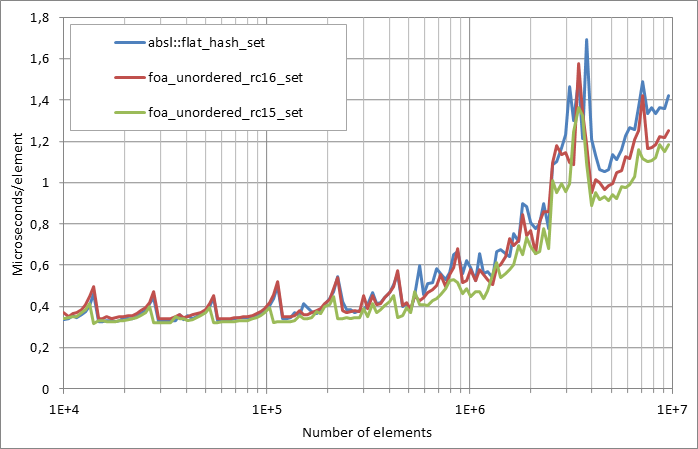 1,8
1,6
1,4
1,2
1
0,8
0,6
0,4
0,2
0
Microseconds/element
absl::flat_hash_set
foa_unordered_rc16_set
foa_unordered_rc15_set
1E+4 1E+5 1E+6 1E+7
Number of elements